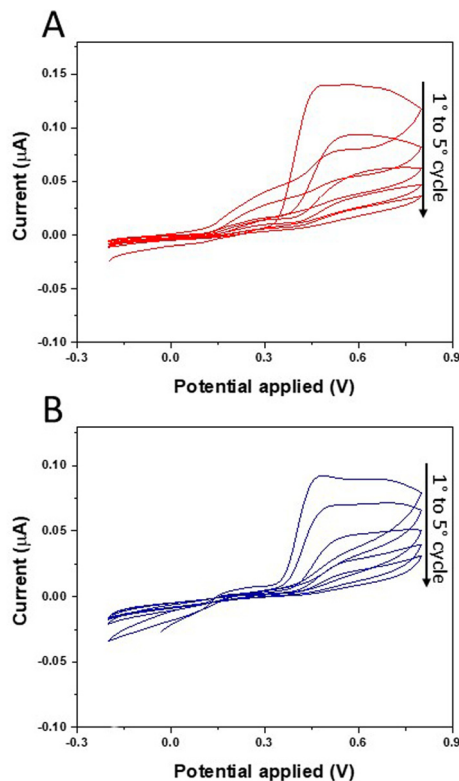 A
0.15
0.10
0.05
0.00
-0.05
-0.10
Current (μA)
1° to 5° cycle
-0.3
0.0
0.3
0.6
0.9
Potential applied (V)
B
0.10
0.05
0.00
-0.05
-0.10
Current (μA)
1° to 5° cycle
-0.3
0.0
0.3
0.6
0.9
Potential applied (V)